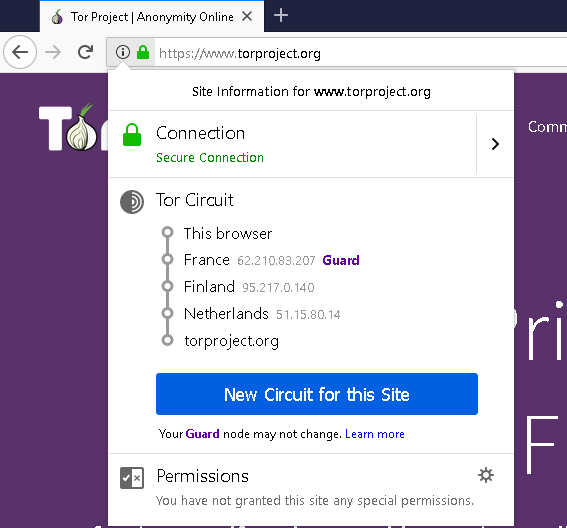 Tor Project | Anonymity Online
https://www.torproject.org
Site Information for www.torproject.org
Tor
Comm
Connection
Secure Connection
Tor Circuit
This browser
France 62.210.83.207 Guard
Finland 95.217.0.140
Netherlands 51.15.80.14
torproject.org
Pri
New Circuit for this Site
F
Your Guard node may not change. Learn more
Permissions
You have not granted this site any special permissions.